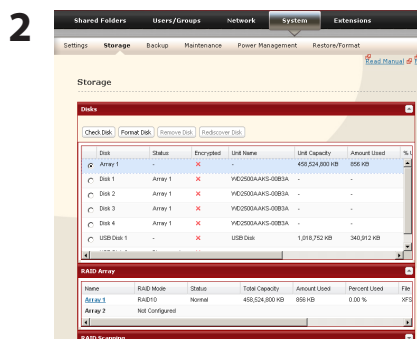 2
Shared Folders Users/Groups Network System Extensions
Settings Storage Backup Maintenance Power Management Restore/Format
Read Manual
Storage
Disks
Check Disk Format Disk Remove Disk Rediscover Disk
Disk Status Encrypted Unit Name Unit Capacity Amount Used % U
Array 1 - - 458,524,800 KB 856 KB
Disk 1 Array 1 WD2500AAKS-00B3A - -
Disk 2 Array 1 WD2500AAKS-00B3A - -
Disk 3 Array 1 WD2500AAKS-00B3A - -
Disk 4 Array 1 WD2500AAKS-00B3A - -
USB Disk 1 - USB Disk 1,018,752 KB 340,912 KB
RAID Array
Name RAID Mode Status Total Capacity Amount Used Percent Used File
Array 1 RAID10 Normal 458,524,800 KB 856 KB 0.00 % XFS
Array 2 Not Configured
RAID Scanning